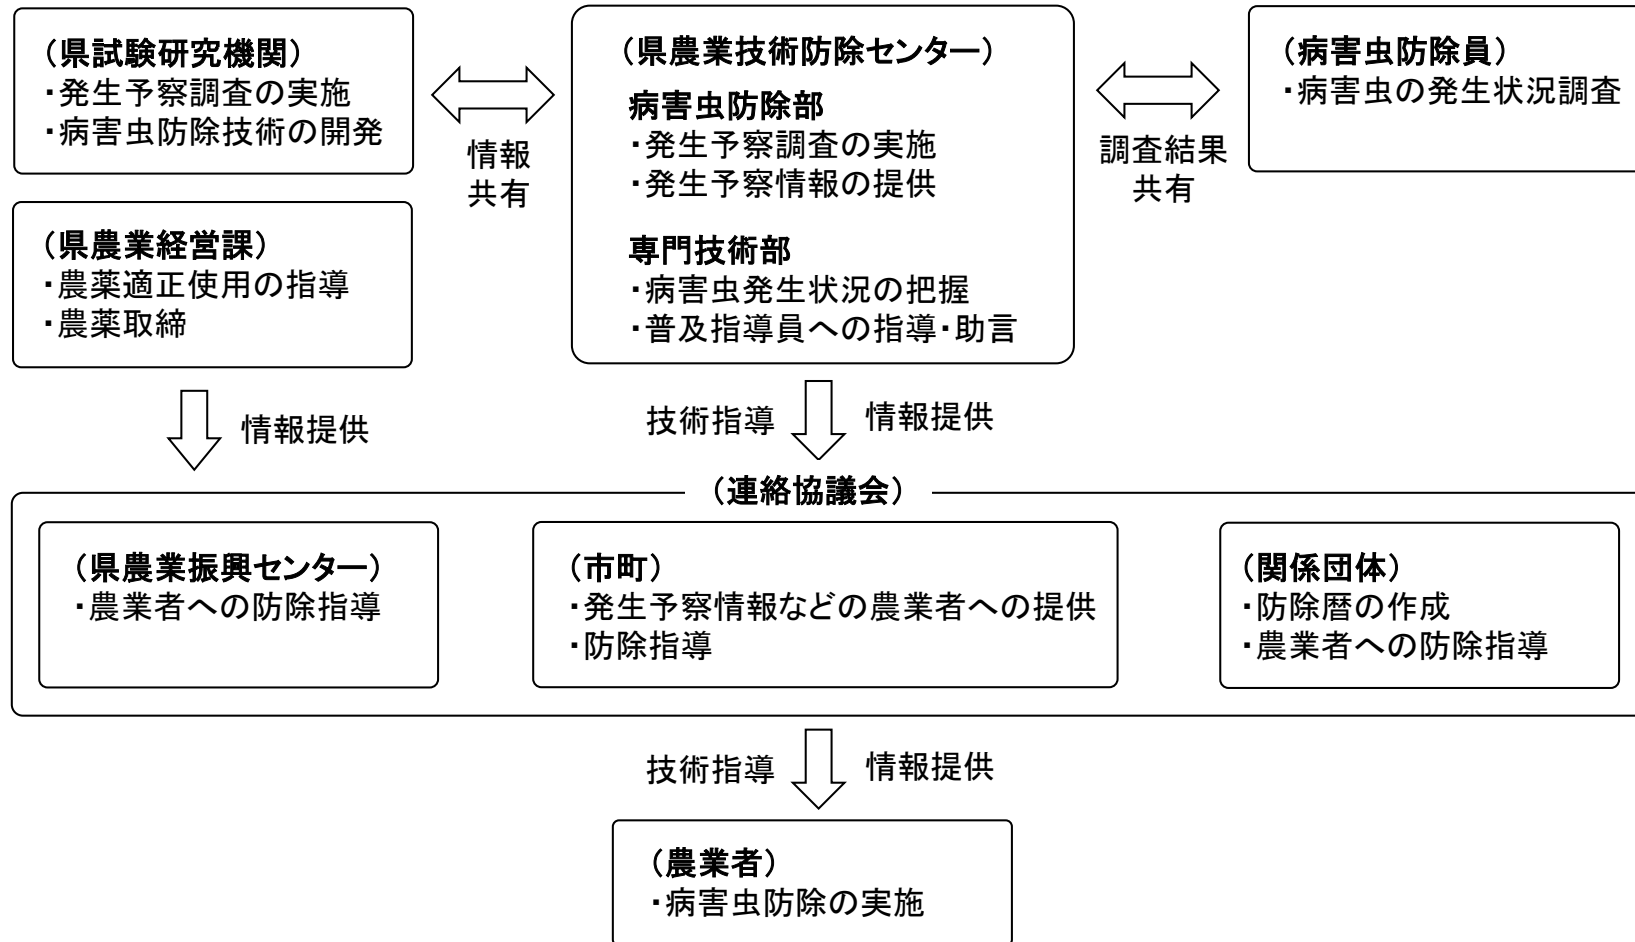 （県試験研究機関）
・発生予察調査の実施
・病害虫防除技術の開発
情報
共有
（県農業技術防除センター）
病害虫防除部
・発生予察調査の実施
・発生予察情報の提供
専門技術部
・病害虫発生状況の把握
・普及指導員への指導・助言
調査結果
共有
（病害虫防除員）
・病害虫の発生状況調査
（県農業経営課）
・農薬適正使用の指導
・農薬取締
情報提供
技術指導
情報提供
（連絡協議会）
（県農業振興センター）
・農業者への防除指導
（市町）
・発生予察情報などの農業者への提供
・防除指導
（関係団体）
・防除暦の作成
・農業者への防除指導
技術指導
情報提供
（農業者）
・病害虫防除の実施